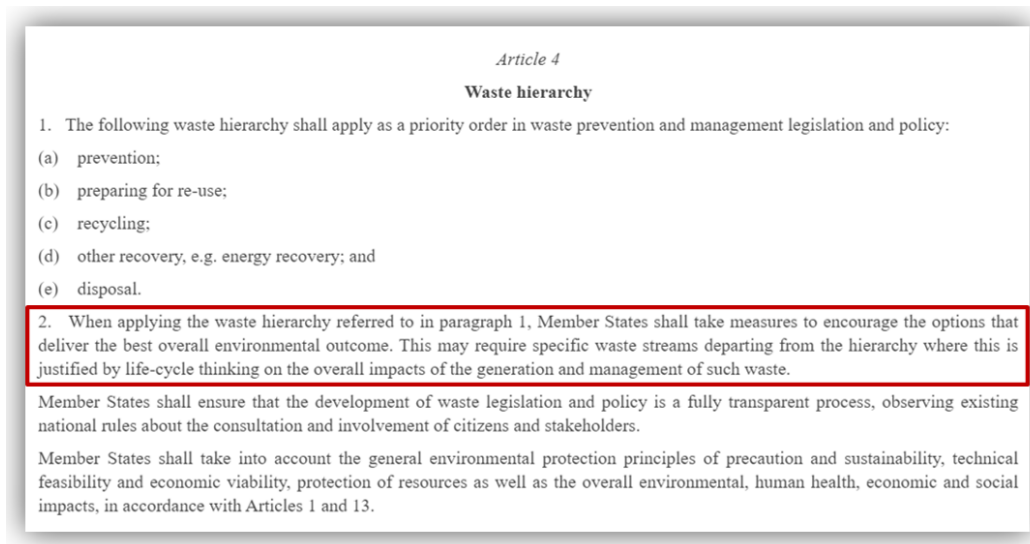 Article 4
Waste hierarchy
1. The following waste hierarchy shall apply as a priority order in waste prevention and management legislation and policy:
(a) prevention;
(b) preparing for re-use;
(c) recycling;
(d) other recovery, e.g. energy recovery; and
(e) disposal.
2. When applying the waste hierarchy referred to in paragraph 1, Member States shall take measures to encourage the options that
deliver the best overall environmental outcome. This may require specific waste streams departing from the hierarchy where this is
justified by life-cycle thinking on the overall impacts of the generation and management of such waste.
Member States shall ensure that the development of waste legislation and policy is a fully transparent process, observing existing
national rules about the consultation and involvement of citizens and stakeholders.
Member States shall take into account the general environmental protection principles of precaution and sustainability, technical
feasibility and economic viability, protection of resources as well as the overall environmental, human health, economic and social
impacts, in accordance with Articles 1 and 13.